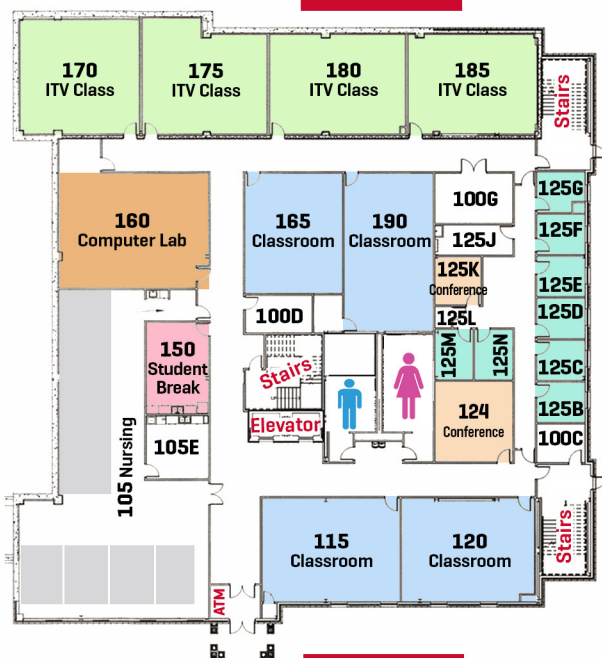 170
ITV Class
175
ITV Class
180
ITV Class
185
ITV Class
Stairs
160
Computer Lab
165
Classroom
190
Classroom
100G
125J
125K
Conference
125L
125M
125N
125G
125F
125E
125D
125C
125B
100C
100D
Stairs
Elevator
150
Student
Break
105E
105 Nursing
124
Conference
115
Classroom
120
Classroom
Stairs
ATM